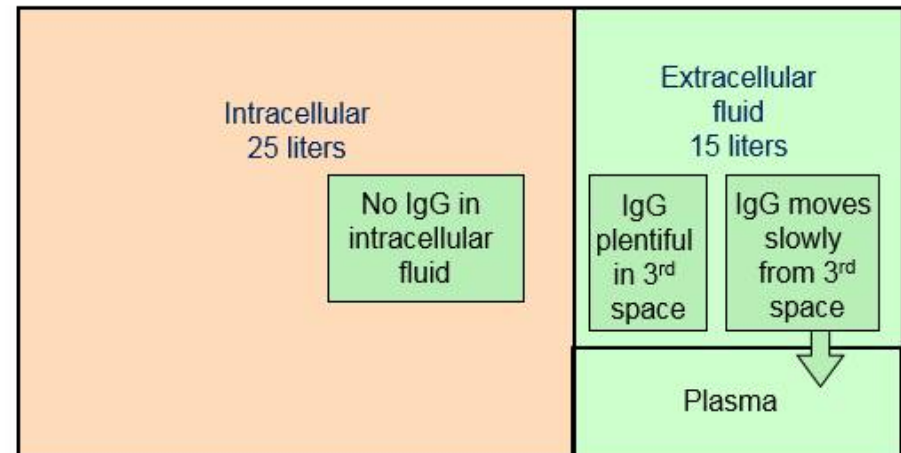 Intracellular
25 liters
No IgG in
intracellular
fluid
Extracellular
fluid
15 liters
IgG
plentiful
in 3rd
space
IgG moves
slowly
from 3rd
space
Plasma